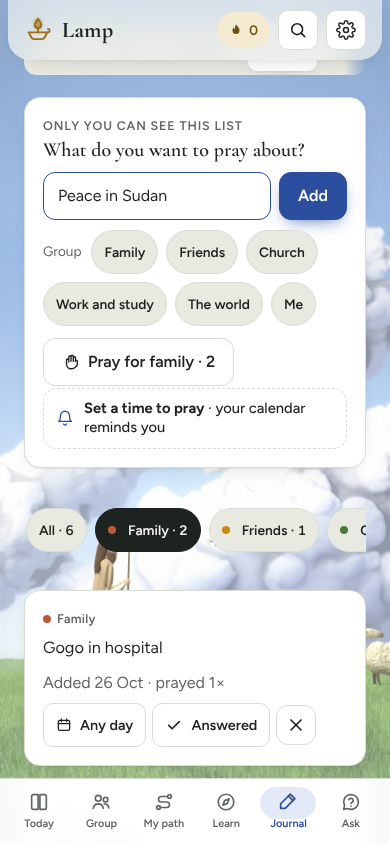 Lamp
0
ONLY YOU CAN SEE THIS LIST
What do you want to pray about?
Peace in Sudan
Add
Group
Family
Friends
Church
Work and study
The world
Me
Pray for family · 2
Set a time to pray · your calendar
reminds you
All · 6
Family · 2
Friends · 1
Family
Gogo in hospital
Added 26 Oct · prayed 1×
Any day
Answered
Today
Group
My path
Learn
Journal
Ask